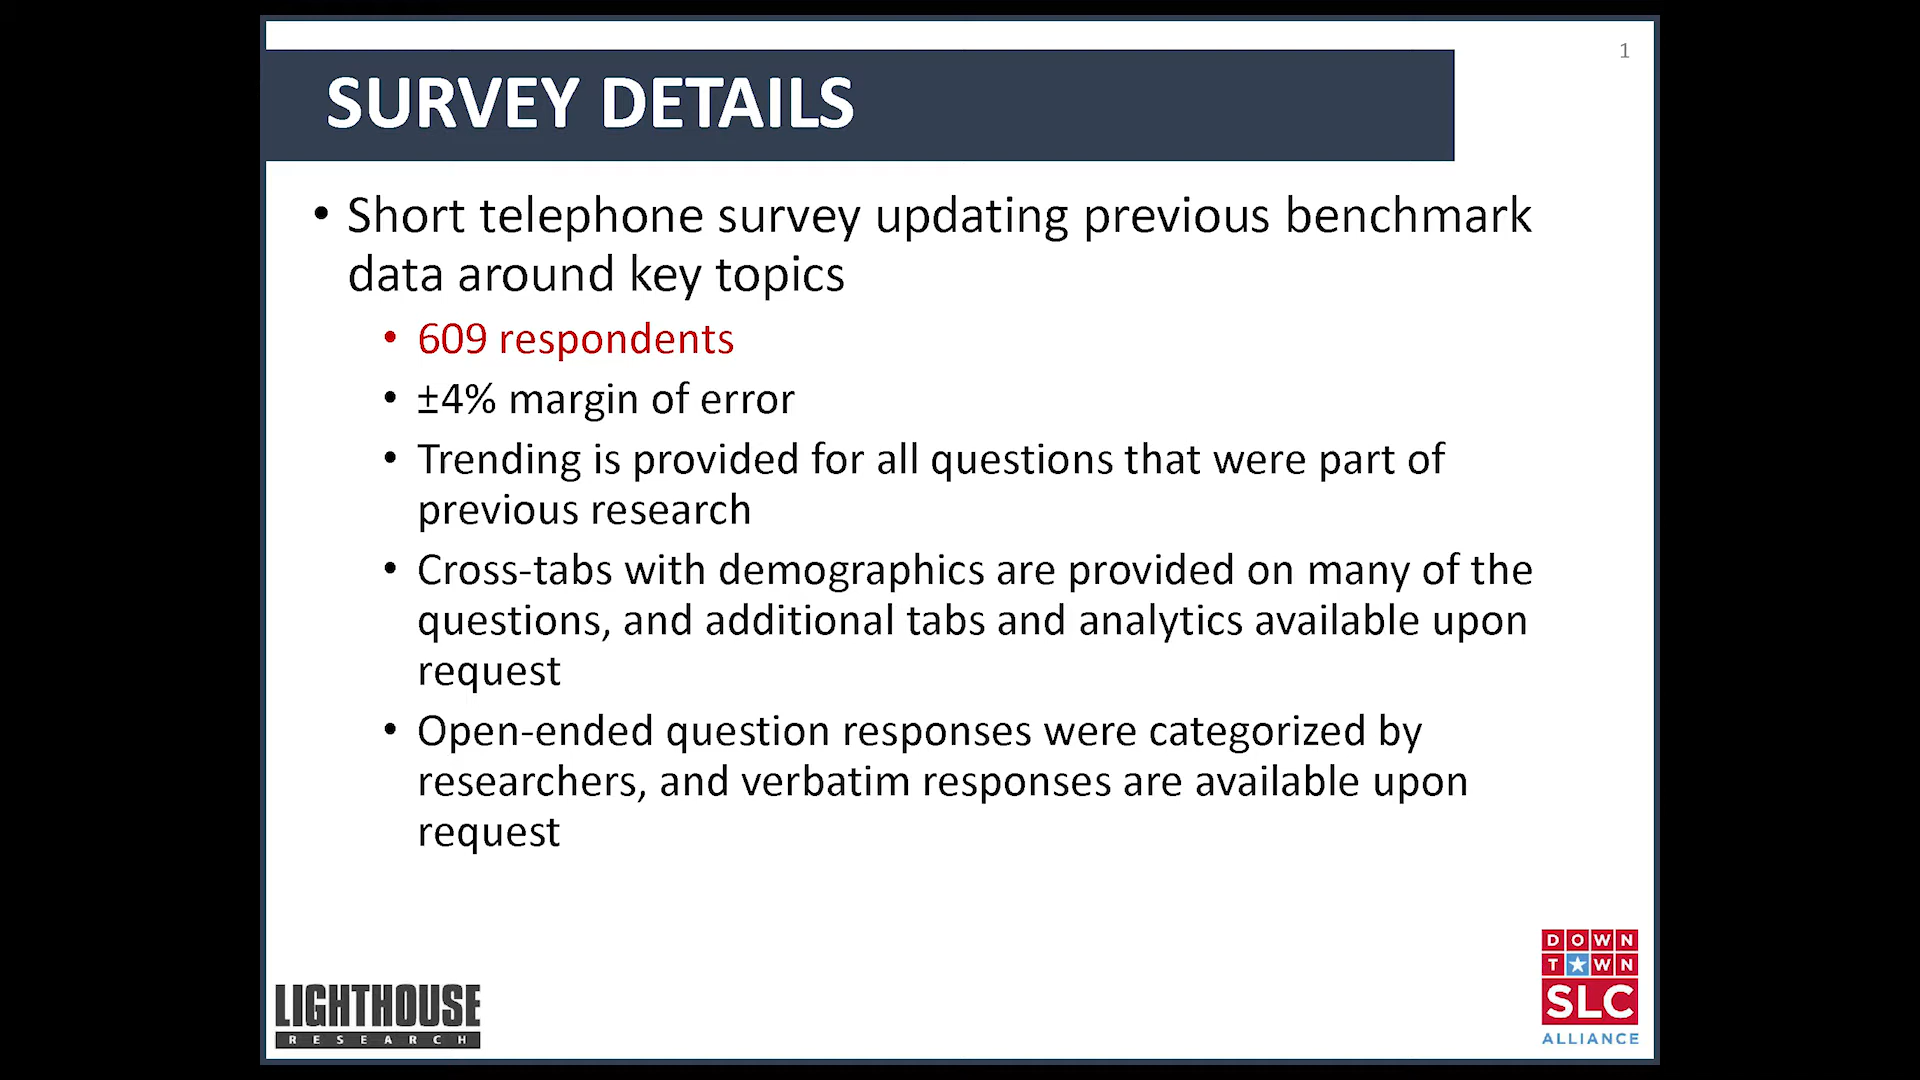 1
SURVEY DETAILS
• Short telephone survey updating previous benchmark
data around key topics
• 609 respondents
• ±4% margin of error
• Trending is provided for all questions that were part of
previous research
• Cross-tabs with demographics are provided on many of the
questions, and additional tabs and analytics available upon
request
• Open-ended question responses were categorized by
researchers, and verbatim responses are available upon
request
LIGHTHOUSE
RESEARCH
DOWN
T★WN
SLC
ALLIANCE